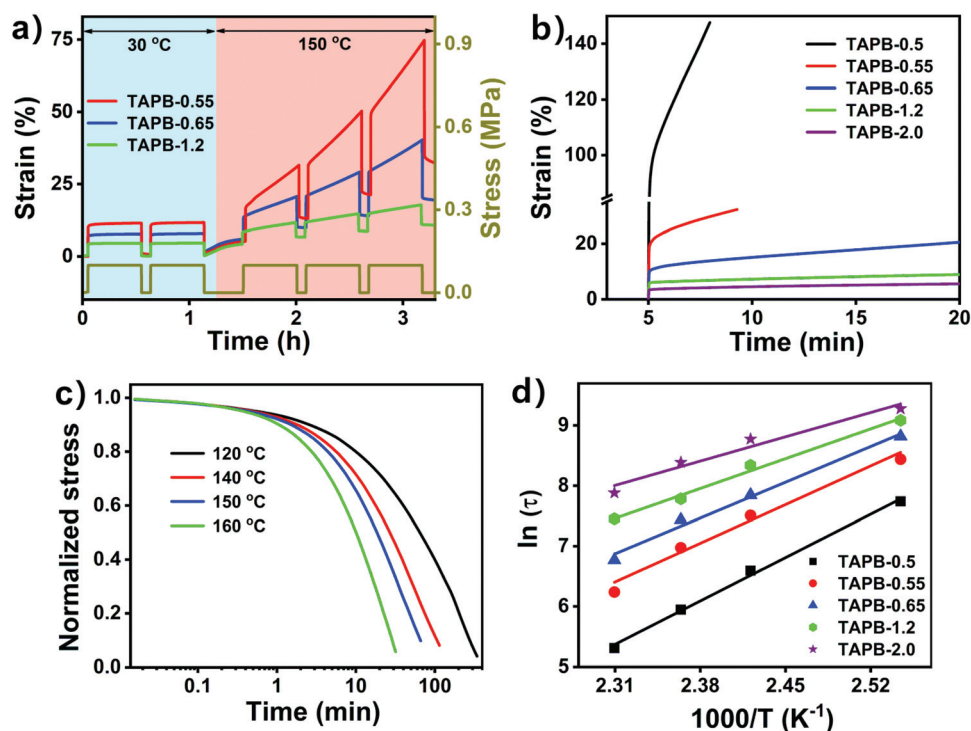 a)
75
50
25
0
Strain (%)
30 °C
150 °C
TAPB-0.55
TAPB-0.65
TAPB-1.2
0.9
0.6
0.3
0.0
Stress (MPa)
0
1
2
3
Time (h)
b)
140
120
100
20
0
Strain (%)
TAPB-0.5
TAPB-0.55
TAPB-0.65
TAPB-1.2
TAPB-2.0
5
10
15
20
Time (min)
c)
1.0
0.8
0.6
0.4
0.2
0.0
Normalized stress
120 °C
140 °C
150 °C
160 °C
0.1
1
10
100
Time (min)
d)
9
8
7
6
5
ln (τ)
TAPB-0.5
TAPB-0.55
TAPB-0.65
TAPB-1.2
TAPB-2.0
2.31
2.38
2.45
2.52
1000/T (K⁻¹)